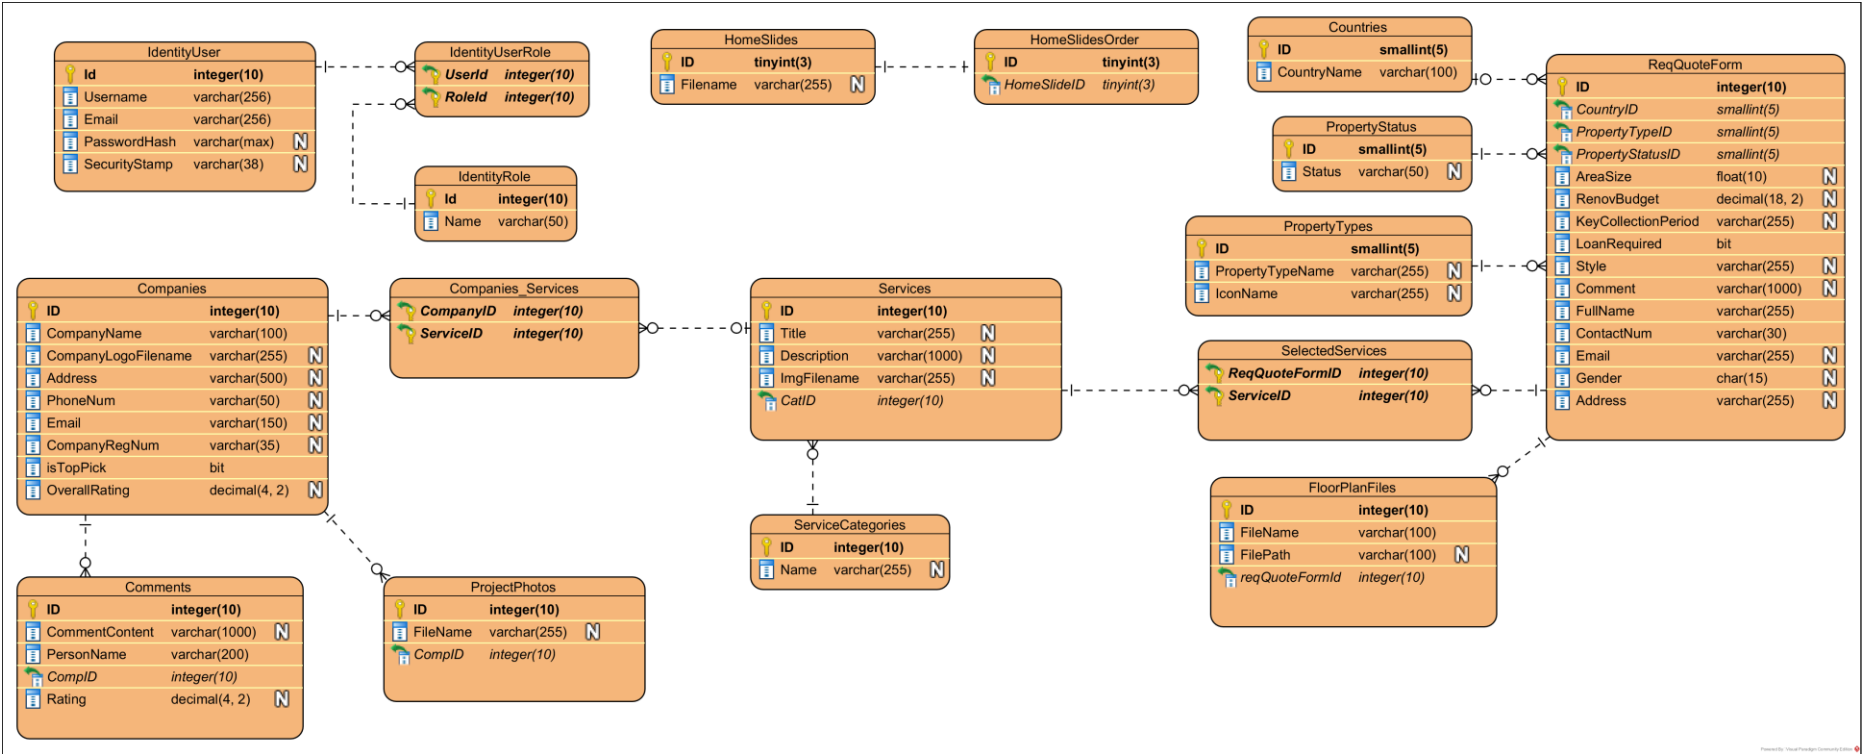 IdentityUser
Id integer(10)
Username varchar(256)
Email varchar(256)
PasswordHash varchar(max) N
SecurityStamp varchar(38) N
IdentityUserRole
UserId integer(10)
RoleId integer(10)
IdentityRole
Id integer(10)
Name varchar(50)
HomeSlides
ID tinyint(3)
Filename varchar(255) N
HomeSlidesOrder
ID tinyint(3)
HomeSlideID tinyint(3)
Countries
ID smallint(5)
CountryName varchar(100)
PropertyStatus
ID smallint(5)
Status varchar(50) N
PropertyTypes
ID smallint(5)
PropertyTypeName varchar(255) N
IconName varchar(255) N
ReqQuoteForm
ID integer(10)
CountryID smallint(5)
PropertyTypeID smallint(5)
PropertyStatusID smallint(5)
AreaSize float(10) N
RenovBudget decimal(18, 2) N
KeyCollectionPeriod varchar(255) N
LoanRequired bit
Style varchar(255) N
Comment varchar(1000) N
FullName varchar(255)
ContactNum varchar(30)
Email varchar(255) N
Gender char(15) N
Address varchar(255) N
Companies
ID integer(10)
CompanyName varchar(100)
CompanyLogoFilename varchar(255) N
Address varchar(500) N
PhoneNum varchar(50) N
Email varchar(150) N
CompanyRegNum varchar(35) N
isTopPick bit
OverallRating decimal(4, 2) N
Companies_Services
CompanyID integer(10)
ServiceID integer(10)
Services
ID integer(10)
Title varchar(255) N
Description varchar(1000) N
ImgFilename varchar(255) N
CatID integer(10)
SelectedServices
ReqQuoteFormID integer(10)
ServiceID integer(10)
FloorPlanFiles
ID integer(10)
FileName varchar(100)
FilePath varchar(100) N
reqQuoteFormId integer(10)
ServiceCategories
ID integer(10)
Name varchar(255) N
Comments
ID integer(10)
CommentContent varchar(1000) N
PersonName varchar(200)
CompID integer(10)
Rating decimal(4, 2) N
ProjectPhotos
ID integer(10)
FileName varchar(255) N
CompID integer(10)
Powered By Visual Paradigm Community Edition